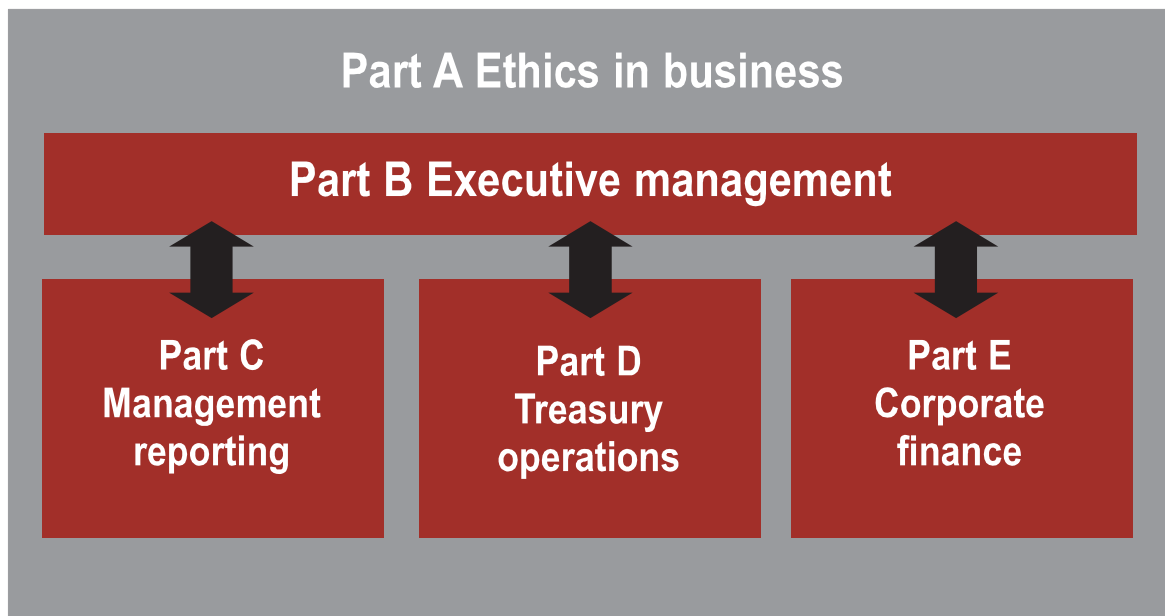 Part A Ethics in business
Part B Executive management
Part C
Management
reporting
Part D
Treasury
operations
Part E
Corporate
finance